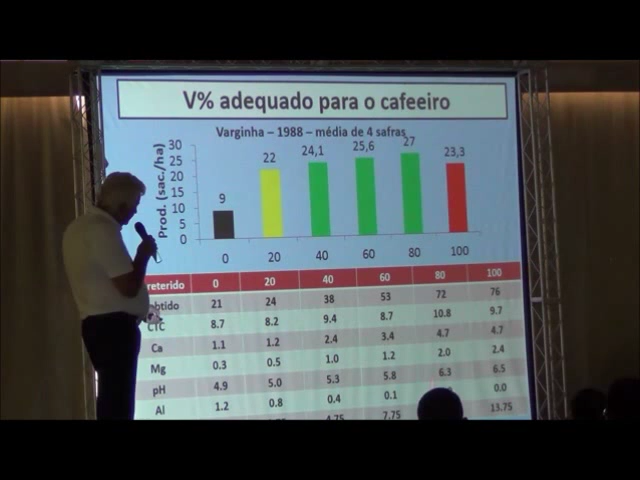 V% adequado para o cafeeiro
Varginha – 1988 – média de 4 safras
Prod. (sac./ha)
30
25
20
15
10
5
0
9 22 24,1 25,6 27 23,3
0 20 40 60 80 100
0 20 40 60 80 100
21 24 38 53 72 76
CTC 8.7 8.2 9.4 8.7 10.8 9.7
Ca 1.1 1.2 2.4 3.4 4.7 4.7
Mg 0.3 0.5 1.0 1.2 2.0 2.4
pH 4.9 5.0 5.3 5.8 6.3 6.5
Al 1.2 0.8 0.4 0.1 0.0
4.75 7.75 13.75